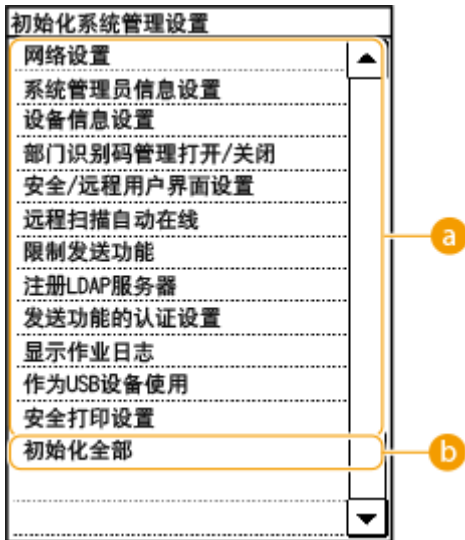 初始化系统管理设置
网络设置
系统管理员信息设置
设备信息设置
部门识别码管理打开/关闭
安全/远程用户界面设置
远程扫描自动在线
限制发送功能
注册LDAP服务器
发送功能的认证设置
显示作业日志
作为USB设备使用
安全打印设置
初始化全部
a
b